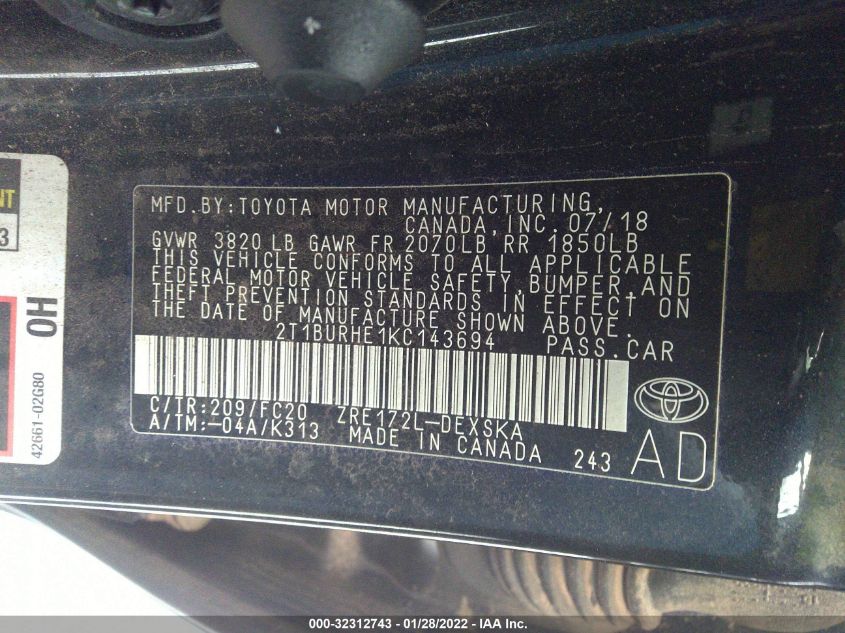 MFD.BY:TOYOTA MOTOR MANUFACTURING,
CANADA,INC. 07/18
GVWR 3820 LB GAWR FR 2070LB RR 1850LB
THIS VEHICLE CONFORMS TO ALL APPLICABLE
FEDERAL MOTOR VEHICLE SAFETY,BUMPER,AND
THEFT PREVENTION STANDARDS IN EFFECT ON
THE DATE OF MANUFACTURE SHOWN ABOVE.
2T1BURHE1KC143694 PASS.CAR
C/TR:209/FC20 ZRE172L-DEXSKA
A/TM:-04A/K313 MADE IN CANADA 243
AD
NT
3
OH
42661-02G80
000-32312743 / 01/28/2022 - IAA Inc.